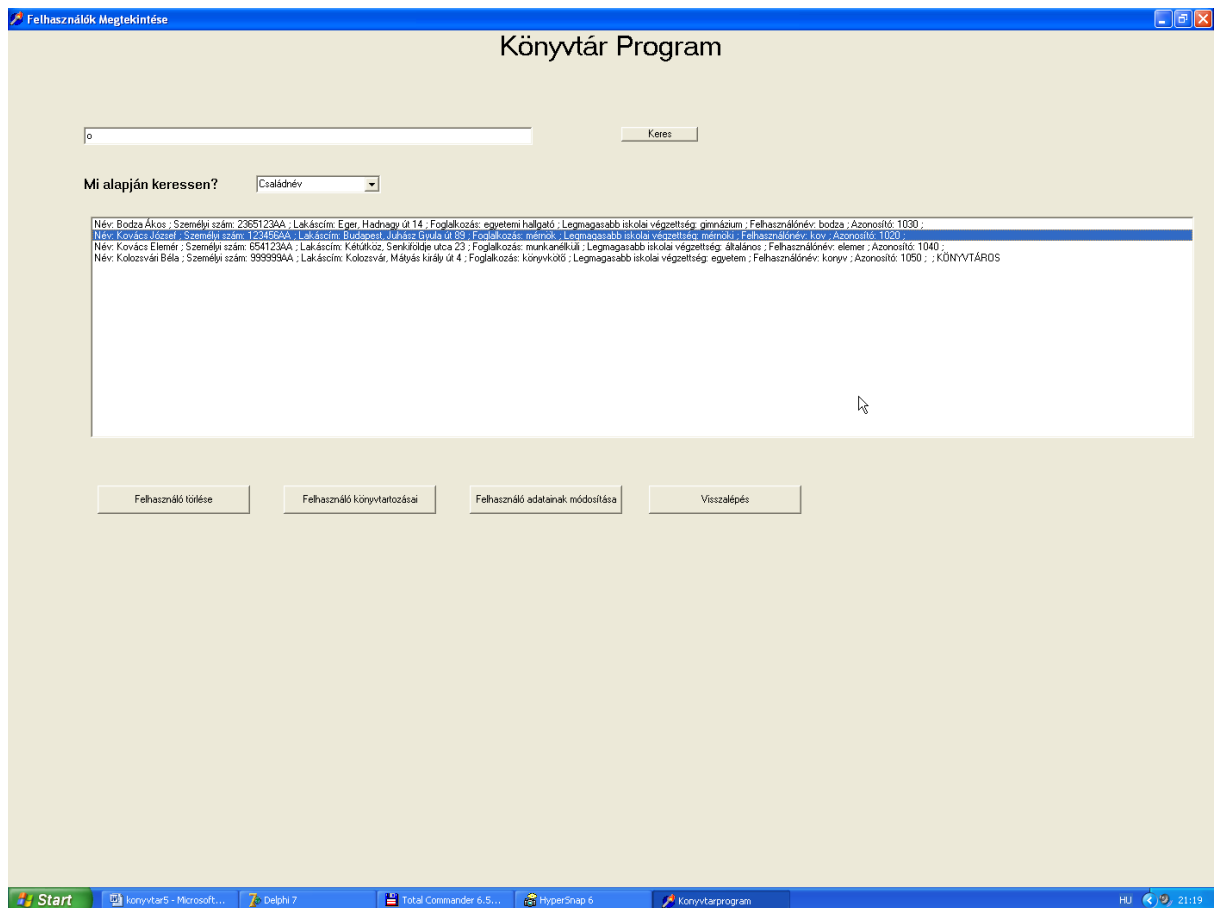 Felhasználók Megtekintése
Könyvtár Program
o
Keres
Mi alapján keressen?
Családnév
Név: Bodza Ákos ; Személyi szám: 2365123AA ; Lakáscím: Eger, Hadnagy út 14 ; Foglalkozás: egyetemi hallgató ; Legmagasabb iskolai végzettség: gimnázium ; Felhasználónév: bodza ; Azonosító: 1030 ;
Név: Kovács József ; Személyi szám: 123456AA ; Lakáscím: Budapest, Juhász Gyula út 89 ; Foglalkozás: mérnök ; Legmagasabb iskolai végzettség: mérnöki ; Felhasználónév: kov ; Azonosító: 1020 ;
Név: Kovács Elemér ; Személyi szám: 654123AA ; Lakáscím: Kétútköz, Senkiföldje utca 23 ; Foglalkozás: munkanélküli ; Legmagasabb iskolai végzettség: általános ; Felhasználónév: elemer ; Azonosító: 1040 ;
Név: Kolozsvári Béla ; Személyi szám: 999999AA ; Lakáscím: Kolozsvár, Mátyás király út 4 ; Foglalkozás: könyvkötő ; Legmagasabb iskolai végzettség: egyetem ; Felhasználónév: konyv ; Azonosító: 1050 ; ; KÖNYVTÁROS
Felhasználó törlése
Felhasználó könyvtartozásai
Felhasználó adatainak módosítása
Visszalépés
Start
konyvtar5 - Microsoft...
Delphi 7
Total Commander 6.5...
HyperSnap 6
Konyvtarprogram
HU
21:19